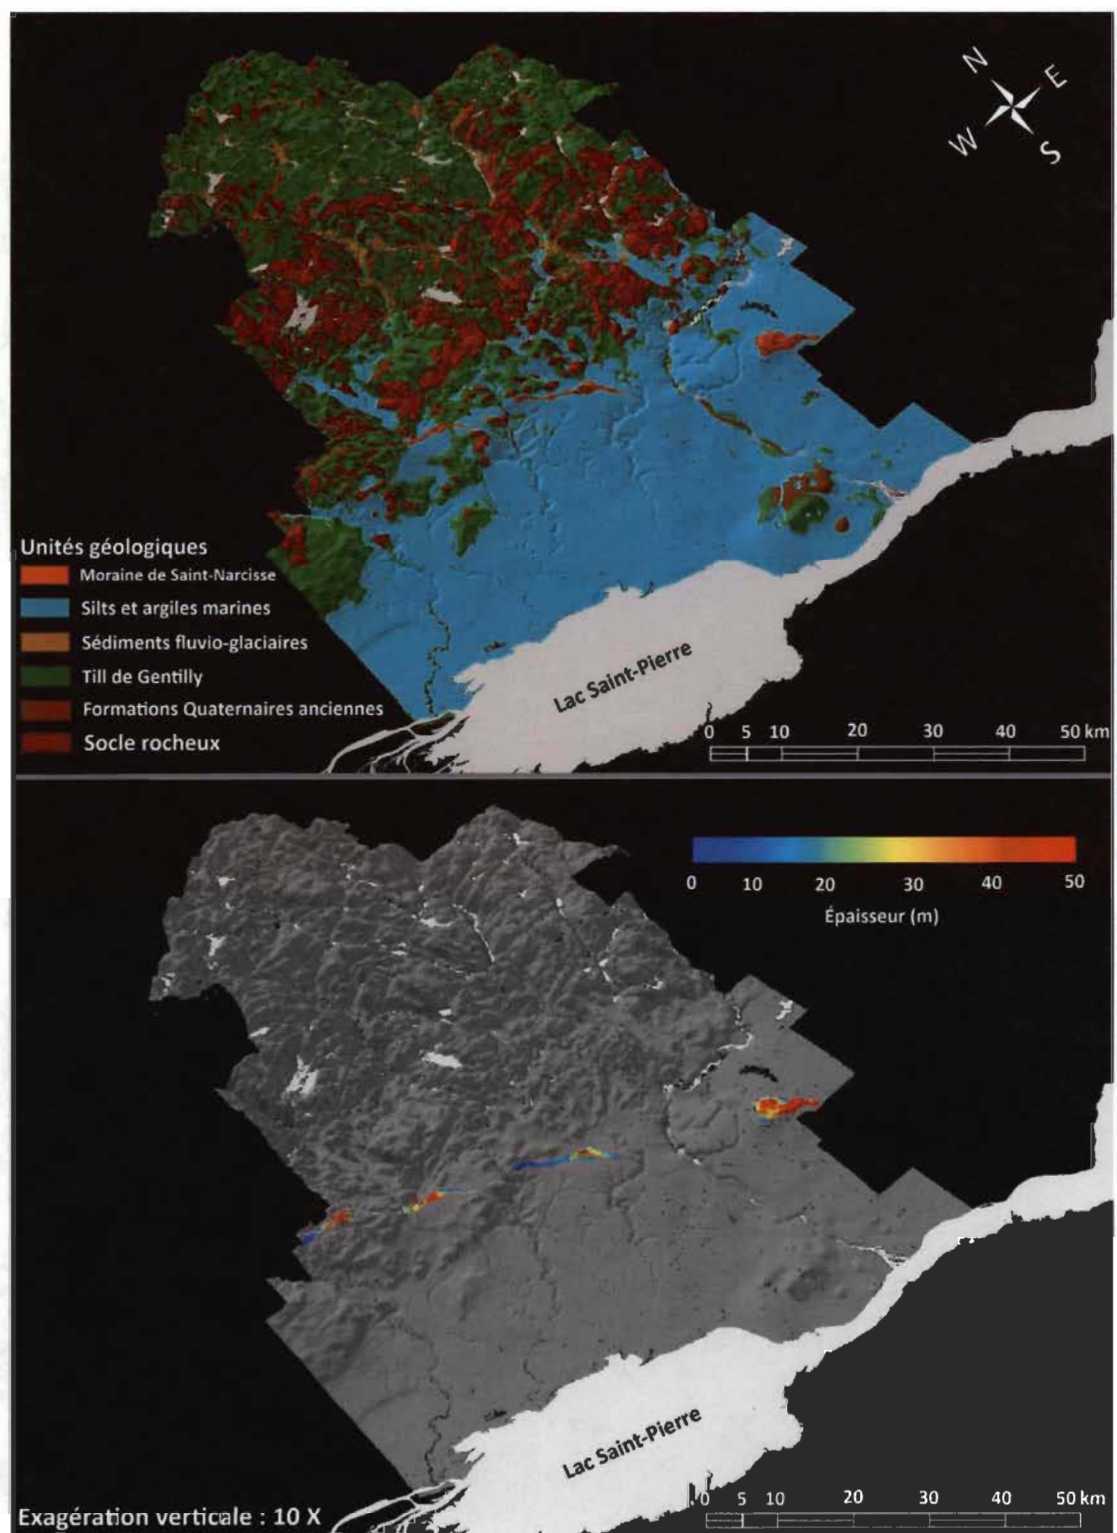 N
E
W
S
Unités géologiques
Moraine de Saint-Narcisse
Silts et argiles marines
Sédiments fluvio-glaciaires
Till de Gentilly
Formations Quaternaires anciennes
Socle rocheux
Lac Saint-Pierre
0 5 10 20 30 40 50 km
0 10 20 30 40 50
Épaisseur (m)
Lac Saint-Pierre
Exagération verticale : 10 X
0 5 10 20 30 40 50 km